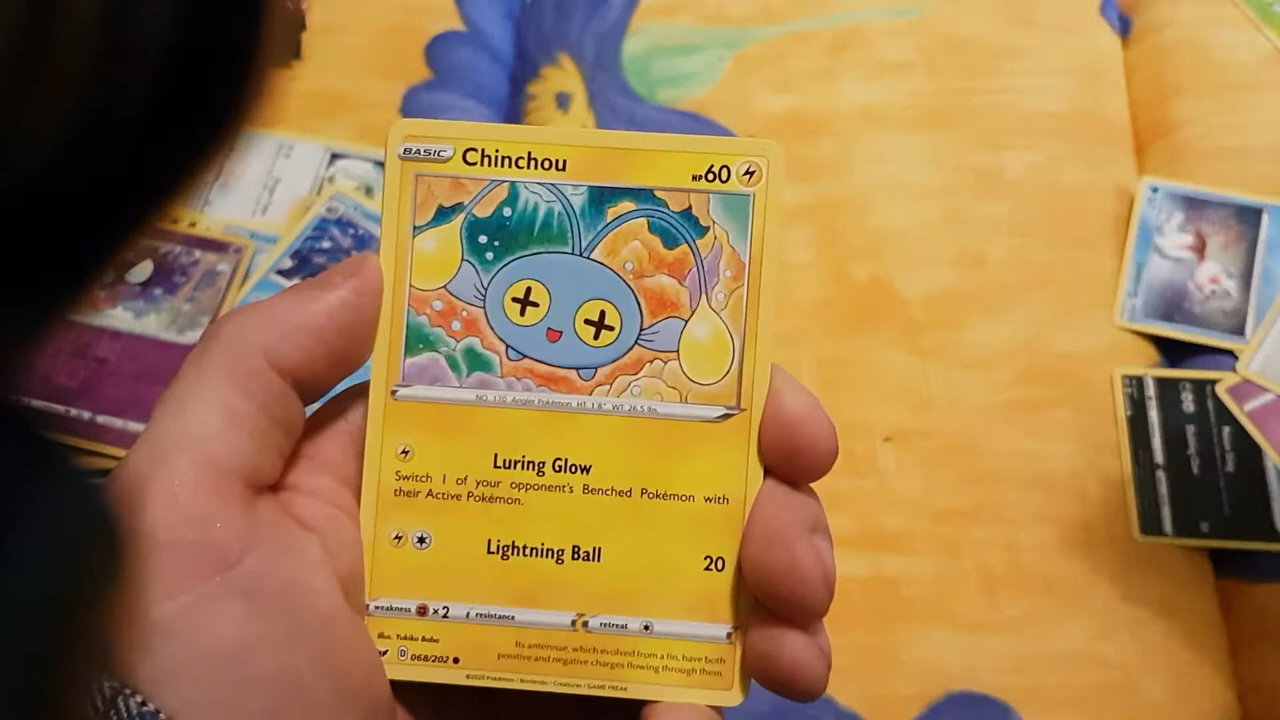 BASIC Chinchou HP60
NO. 170 Angler Pokémon HT 1'8" WT 26.5 lbs.
Luring Glow
Switch 1 of your opponent's Benched Pokémon with
their Active Pokémon.
Lightning Ball 20
weakness ×2 resistance retreat
Illus. Yukiko Baba
Its antennae, which evolved from a fin, have both
positive and negative charges flowing through them.
D 068/202
©2020 Pokémon / Nintendo / Creatures / GAME FREAK